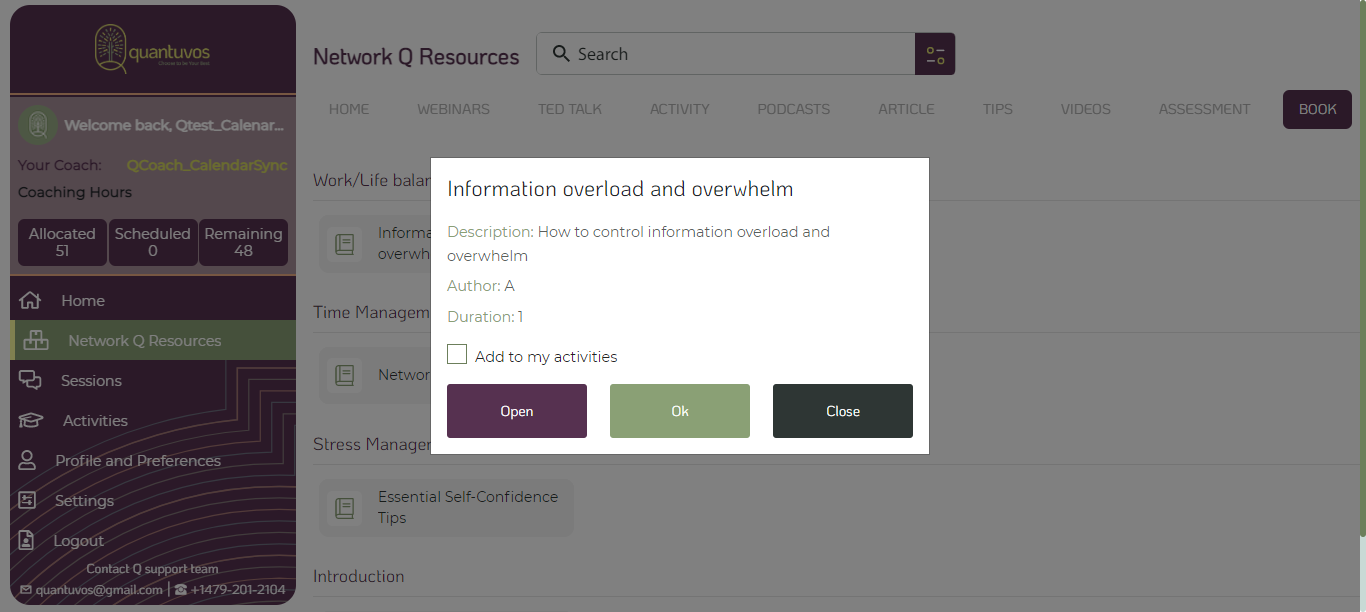 quantuvos
Choose to be Your Best
Welcome back, Qtest_Calenar...
Your Coach: QCoach_CalendarSync
Coaching Hours
Allocated
51
Scheduled
0
Remaining
48
Home
Network Q Resources
Sessions
Activities
Profile and Preferences
Settings
Logout
Contact Q support team
quantuvos@gmail.com | +1479-201-2104
Network Q Resources
Search
HOME WEBINARS TED TALK ACTIVITY PODCASTS ARTICLE TIPS VIDEOS ASSESSMENT BOOK
Work/Life balan
Informa
overwh
Time Managem
Networ
Stress Manager
Essential Self-Confidence
Tips
Introduction
Information overload and overwhelm
Description: How to control information overload and
overwhelm
Author: A
Duration: 1
Add to my activities
Open Ok Close